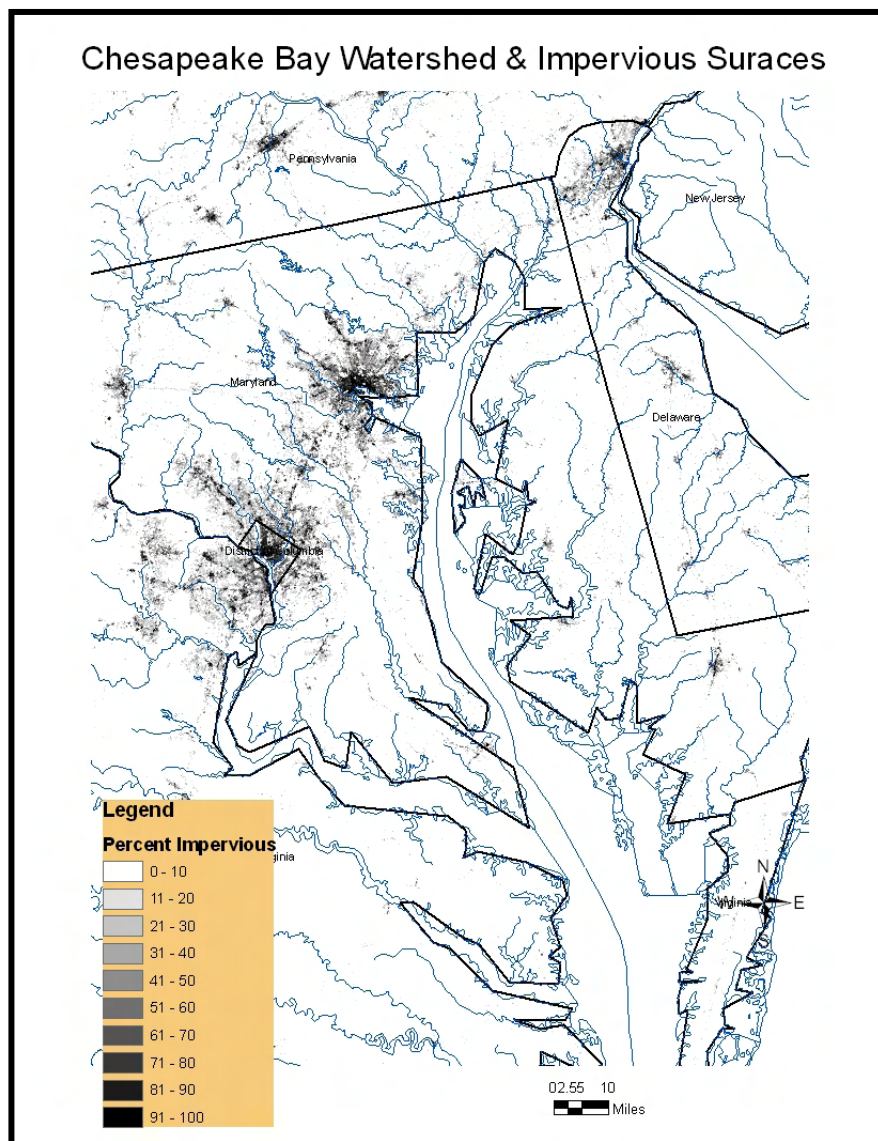 Chesapeake Bay Watershed & Impervious Suraces
Pennsylvania
New Jersey
Maryland
Delaware
Legend
Percent Impervious
0 - 10
11 - 20
21 - 30
31 - 40
41 - 50
51 - 60
61 - 70
71 - 80
81 - 90
91 - 100
ginia
N
E
S
02.55 10
Miles